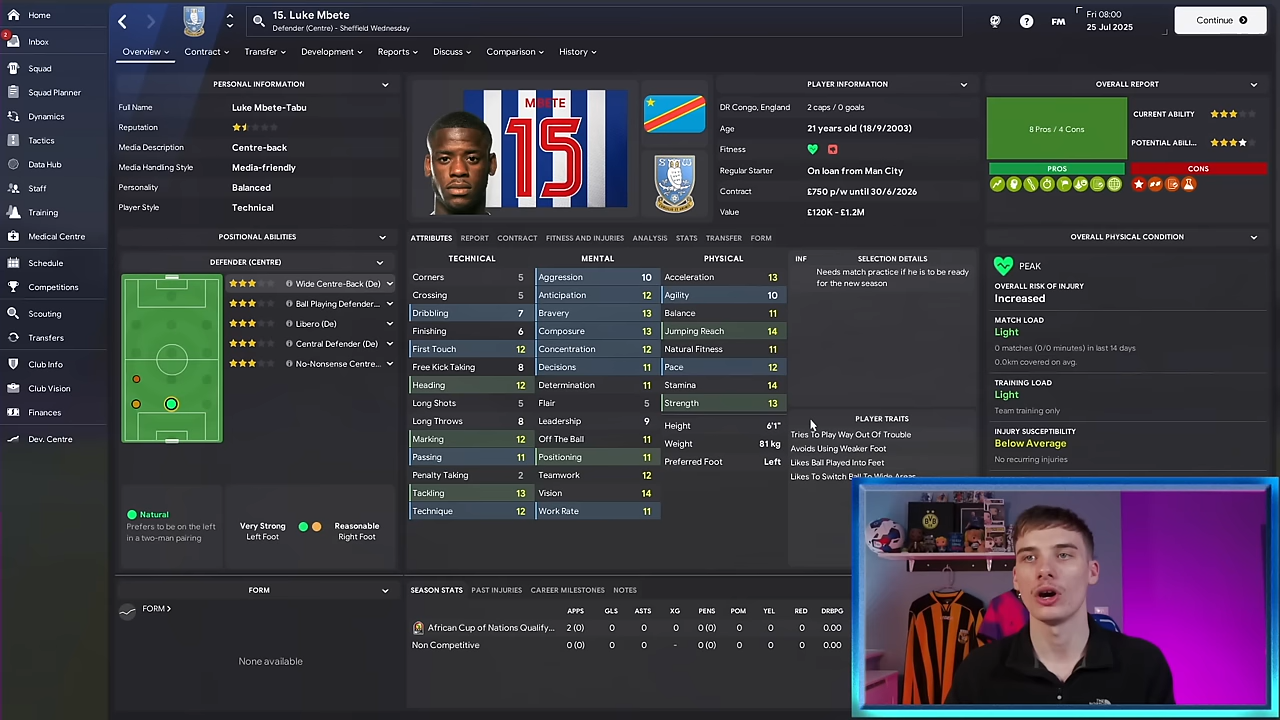 15. Luke Mbete
Defender (Centre) - Sheffield Wednesday
FM
Fri 08:00
25 Jul 2025
Continue
Home
2
Inbox
Squad
Squad Planner
Dynamics
Tactics
Data Hub
Staff
Training
Medical Centre
Schedule
Competitions
Scouting
Transfers
Club Info
Club Vision
Finances
Dev. Centre
Overview
Contract
Transfer
Development
Reports
Discuss
Comparison
History
PERSONAL INFORMATION
Full Name Luke Mbete-Tabu
Reputation
Media Description Centre-back
Media Handling Style Media-friendly
Personality Balanced
Player Style Technical
POSITIONAL ABILITIES
DEFENDER (CENTRE)
Wide Centre-Back (De)
Ball Playing Defender...
Libero (De)
Central Defender (De)
No-Nonsense Centre...
Natural
Prefers to be on the left
in a two-man pairing
Very Strong
Left Foot
Reasonable
Right Foot
FORM
FORM
None available
MBETE
15
PLAYER INFORMATION
DR Congo, England 2 caps / 0 goals
Age 21 years old (18/9/2003)
Fitness
Regular Starter On loan from Man City
Contract £750 p/w until 30/6/2026
Value £120K - £1.2M
ATTRIBUTES REPORT CONTRACT FITNESS AND INJURIES ANALYSIS STATS TRANSFER FORM
TECHNICAL
Corners 5
Crossing 5
Dribbling 7
Finishing 6
First Touch 12
Free Kick Taking 8
Heading 12
Long Shots 5
Long Throws 8
Marking 12
Passing 11
Penalty Taking 2
Tackling 13
Technique 12
MENTAL
Aggression 10
Anticipation 12
Bravery 13
Composure 13
Concentration 12
Decisions 11
Determination 11
Flair 5
Leadership 9
Off The Ball 11
Positioning 11
Teamwork 12
Vision 14
Work Rate 11
PHYSICAL
Acceleration 13
Agility 10
Balance 11
Jumping Reach 14
Natural Fitness 11
Pace 12
Stamina 14
Strength 13
Height 6'1"
Weight 81 kg
Preferred Foot Left
INF SELECTION DETAILS
Needs match practice if he is to be ready
for the new season
PLAYER TRAITS
Tries To Play Way Out Of Trouble
Avoids Using Weaker Foot
Likes Ball Played Into Feet
Likes To Switch Ball To Wide Areas
SEASON STATS PAST INJURIES CAREER MILESTONES NOTES
APPS GLS ASTS XG PENS POM YEL RED DRBPG
African Cup of Nations Qualify... 2 (0) 0 0 0 0 (0) 0 0 0 0.00
Non Competitive 0 (0) 0 0 - 0 (0) 0 0 0 0.00
OVERALL REPORT
8 Pros / 4 Cons
CURRENT ABILITY
POTENTIAL ABILI...
PROS
CONS
OVERALL PHYSICAL CONDITION
PEAK
OVERALL RISK OF INJURY
Increased
MATCH LOAD
Light
0 matches (0/0 minutes) in last 14 days
0.0km covered on avg.
TRAINING LOAD
Light
Team training only
INJURY SUSCEPTIBILITY
Below Average
No recurring injuries